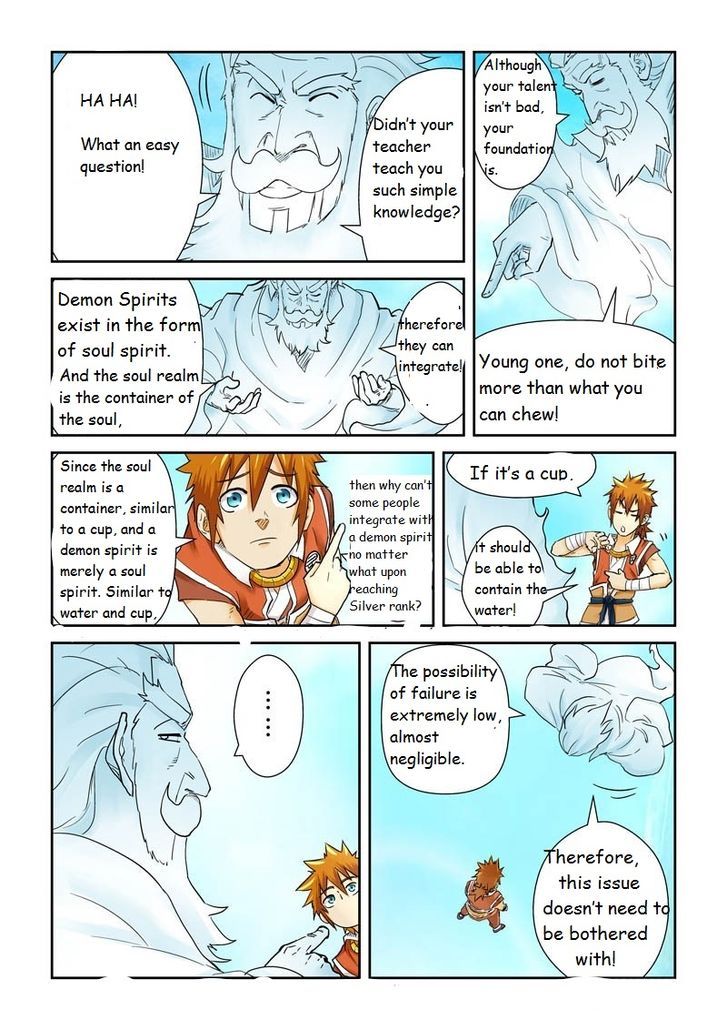 HA HA!
What an easy
question!
Didn't your
teacher
teach you
such simple
knowledge?
Although
your talent
isn't bad,
your
foundation
is.
Young one, do not bite
more than what you
can chew!
Demon Spirits
exist in the form
of soul spirit.
And the soul realm
is the container of
the soul,
therefore
they can
integrate!
Since the soul
realm is a
container, similar
to a cup, and a
demon spirit is
merely a soul
spirit. Similar to
water and cup,
then why can't
some people
integrate with
a demon spirit
no matter
what upon
reaching
Silver rank?
If it's a cup.
it should
be able to
contain the
water!
......
The possibility
of failure is
extremely low,
almost
negligible.
Therefore,
this issue
doesn't need to
be bothered
with!